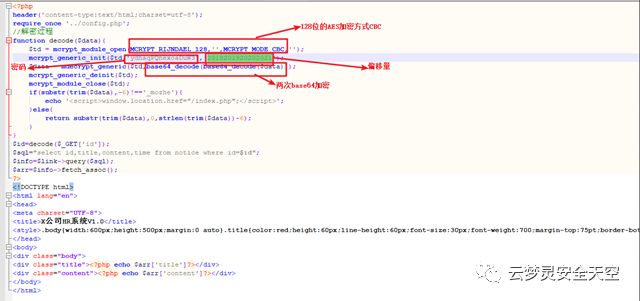 <?php
header('content-type:text/html;charset=utf-8');
require_once '../config.php';
//解密过程
function decode($data){
128位的AES加密方式CBC
$td = mcrypt_module_open(MCRYPT_RIJNDAEL_128,'',MCRYPT_MODE_CBC,'');
mcrypt_generic_init($td,
偏移量
密码
$data = mdecrypt_generic($td,base64_decode(base64_decode($data)));
mcrypt_generic_deinit($td);
两次base64加密
mcrypt_module_close($td);
if(substr(trim($data),-6)!=='_mozhe'){
echo '<script>window.location.href="/index.php";</script>';
}else{
return substr(trim($data),0,strlen(trim($data))-6);
}
}
$id=decode($_GET['id']);
$sql="select id,title,content,time from notice where id=$id";
$info=$link->query($sql);
$arr=$info->fetch_assoc();
?>
<!DOCTYPE html>
<html lang="en">
<head>
<meta charset="UTF-8">
<title>X公司HR系统V1.0</title>
<style>.body{width:600px;height:500px;margin:0 auto}.title{color:red;height:60px;line-height:60px;font-size:30px;font-weight:700;margin-top:75pt;border-bot
</head>
<body>
<div class="body">
<div class="title"><?php echo $arr['title']?></div>
<div class="content"><?php echo $arr['content']?></div>
</body>
</html>
云梦灵安全天空